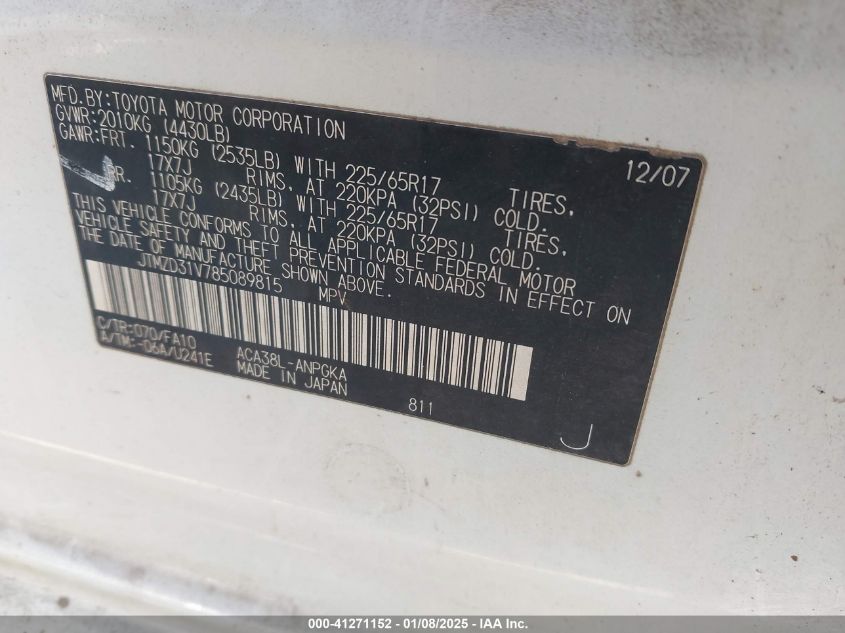 MFD.BY:TOYOTA MOTOR CORPORATION 12/07
GVWR:2010KG (4430LB)
GAWR:FRT. 1150KG (2535LB) WITH 225/65R17 TIRES,
17X7J RIMS, AT 220KPA (32PSI) COLD.
RR. 1105KG (2435LB) WITH 225/65R17 TIRES,
17X7J RIMS, AT 220KPA (32PSI) COLD.
THIS VEHICLE CONFORMS TO ALL APPLICABLE FEDERAL MOTOR
VEHICLE SAFETY AND THEFT PREVENTION STANDARDS IN EFFECT ON
THE DATE OF MANUFACTURE SHOWN ABOVE.
JTMZD31V785089815 MPV
C/TR:070/FA10 ACA38L-ANPGKA
A/TM:-06A/U241E MADE IN JAPAN
811
J
000-41271152 - 01/08/2025 - IAA Inc.